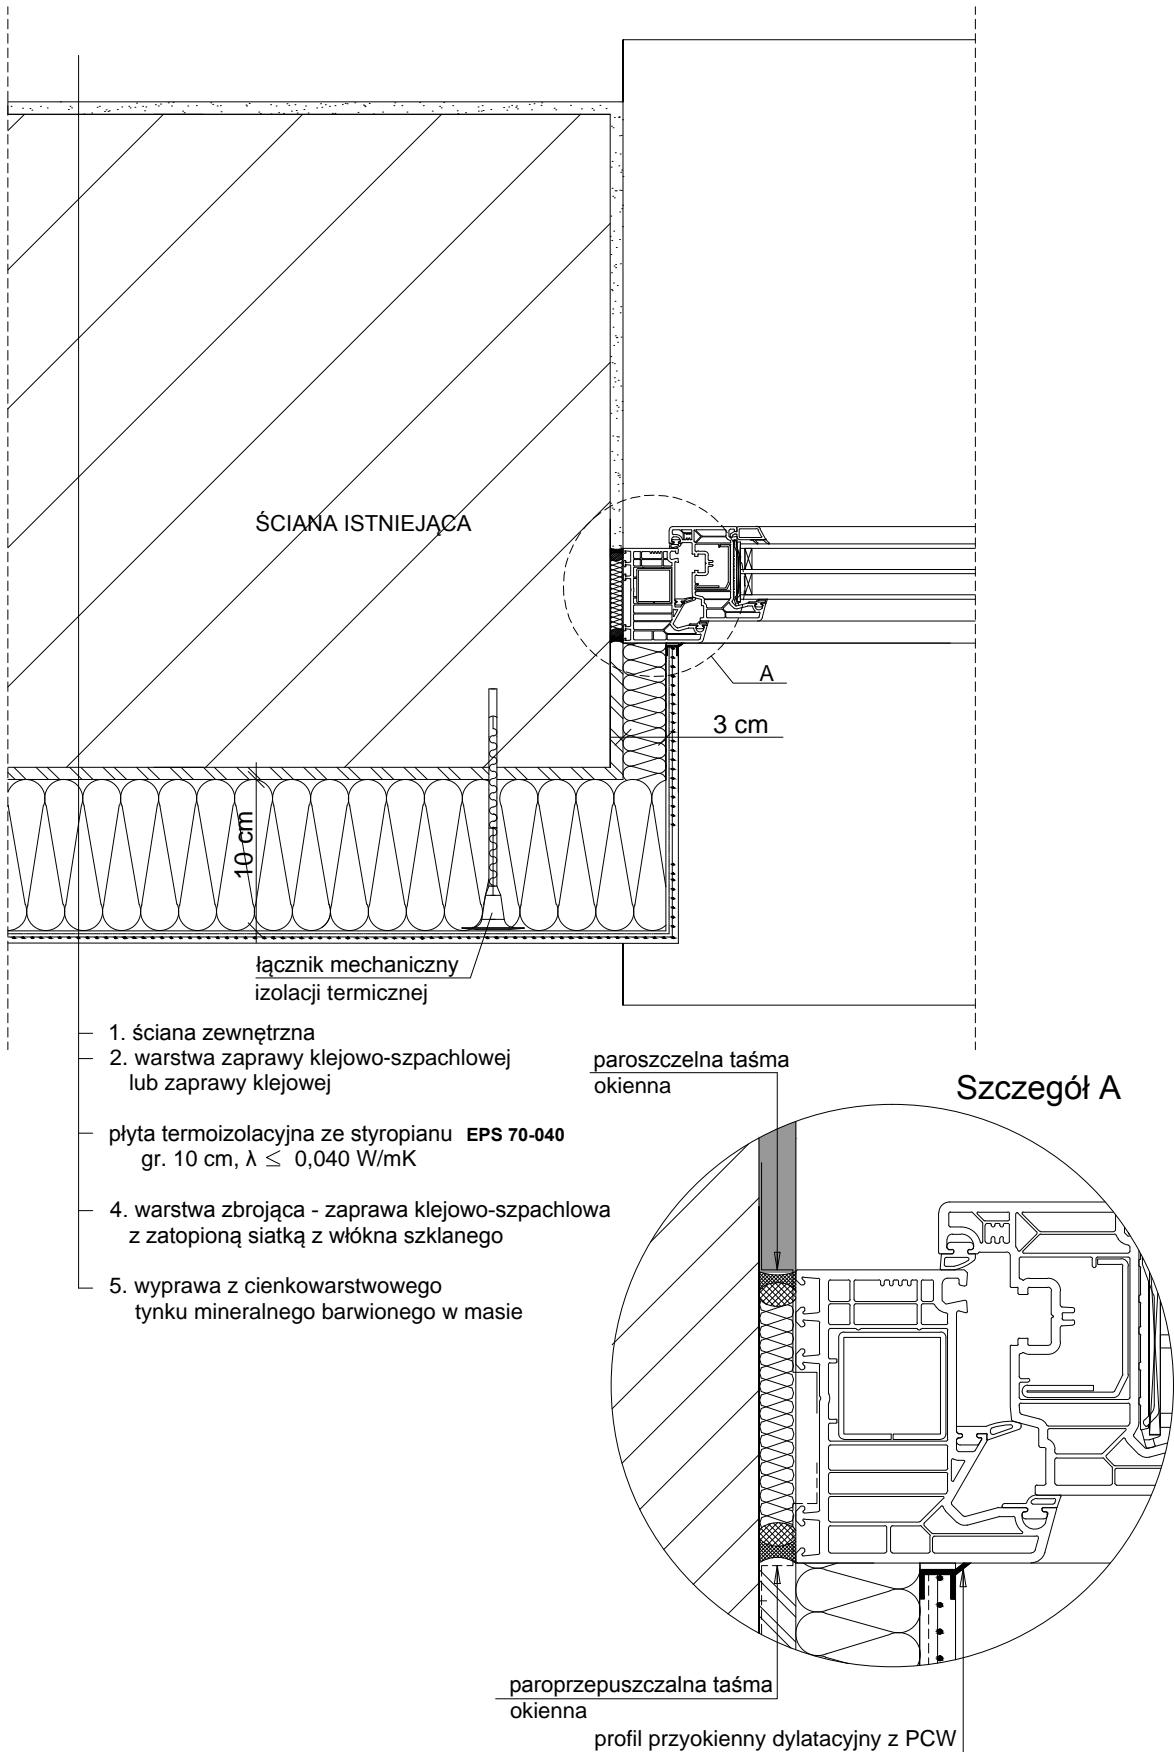 ŚCIANA ISTNIEJĄCA
A
3 cm
10 cm
łącznik mechaniczny
izolacji termicznej
1. ściana zewnętrzna
2. warstwa zaprawy klejowo-szpachlowej
lub zaprawy klejowej
płyta termoizolacyjna ze styropianu EPS 70-040
gr. 10 cm, λ ≤ 0,040 W/mK
4. warstwa zbrojąca - zaprawa klejowo-szpachlowa
z zatopioną siatką z włókna szklanego
5. wyprawa z cienkowarstwowego
tynku mineralnego barwionego w masie
paroszczelna taśma
okienna
Szczegół A
paroprzepuszczalna taśma
okienna
profil przyokienny dylatacyjny z PCW